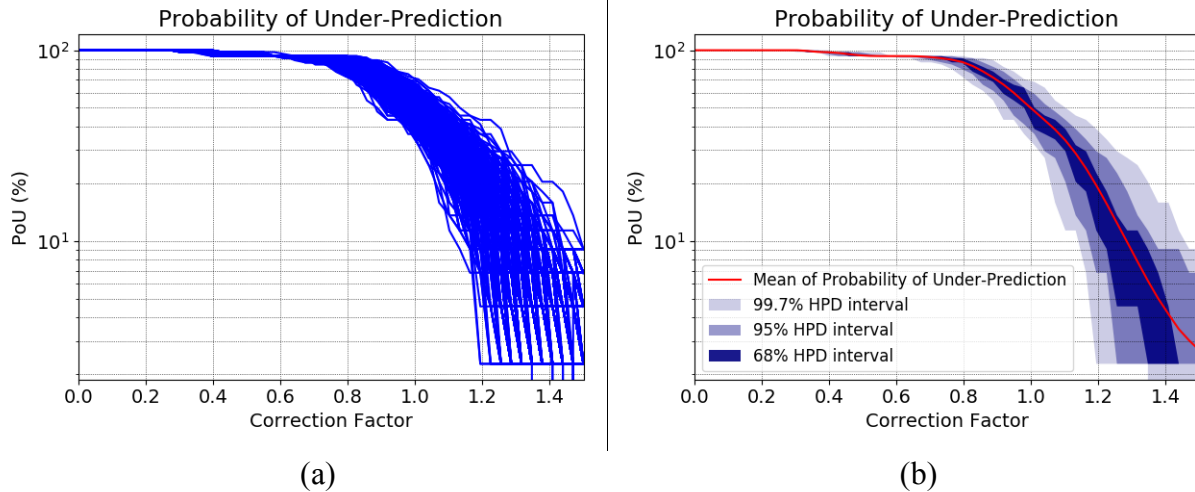 Probability of Under-Prediction
PoU (%)
10²
10¹
0.0 0.2 0.4 0.6 0.8 1.0 1.2 1.4
Correction Factor
(a)
Probability of Under-Prediction
PoU (%)
10²
10¹
Mean of Probability of Under-Prediction
99.7% HPD interval
95% HPD interval
68% HPD interval
0.0 0.2 0.4 0.6 0.8 1.0 1.2 1.4
Correction Factor
(b)